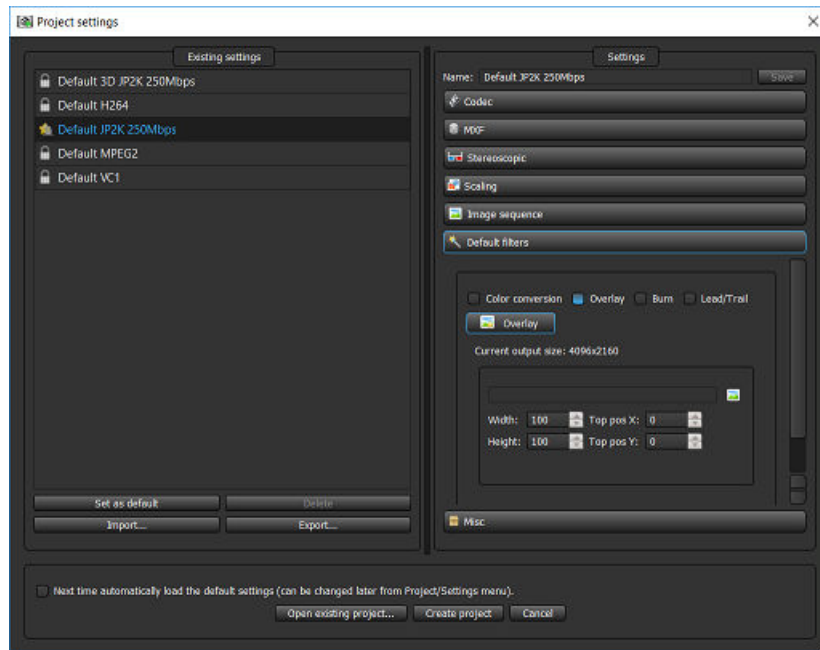 Project settings
Existing settings
Default 3D JP2K 250Mbps
Default H264
Default JP2K 250Mbps
Default MPEG2
Default VC1
Set as default
Delete
Import...
Export...
Settings
Name: Default JP2K 250Mbps
Save
Codec
MXF
Stereoscopic
Scaling
Image sequence
Default filters
Color conversion Overlay Burn Lead/Trail
Overlay
Current output size: 4096x2160
Width: 100 Top pos X: 0
Height: 100 Top pos Y: 0
Misc
Next time automatically load the default settings (can be changed later from Project/Settings menu).
Open existing project... Create project Cancel